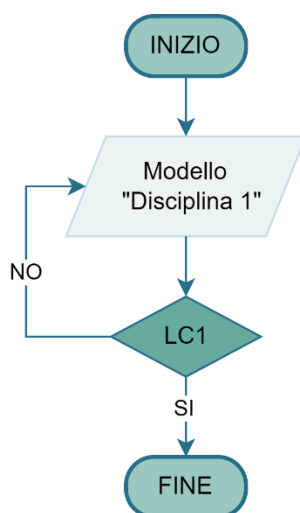 INIZIO
Modello
"Disciplina 1"
NO
LC1
SI
FINE